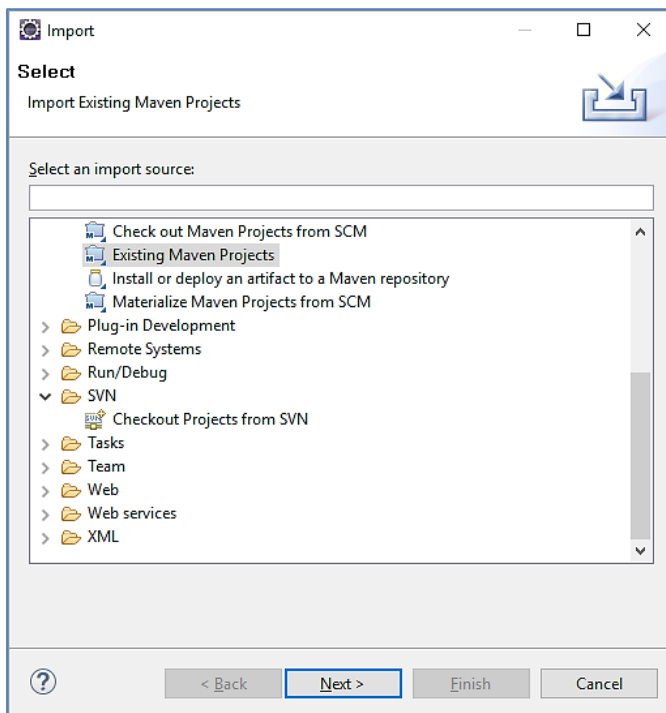 Import
Select
Import Existing Maven Projects
Select an import source:
Check out Maven Projects from SCM
Existing Maven Projects
Install or deploy an artifact to a Maven repository
Materialize Maven Projects from SCM
Plug-in Development
Remote Systems
Run/Debug
SVN
Checkout Projects from SVN
Tasks
Team
Web
Web services
XML
? < Back Next > Finish Cancel